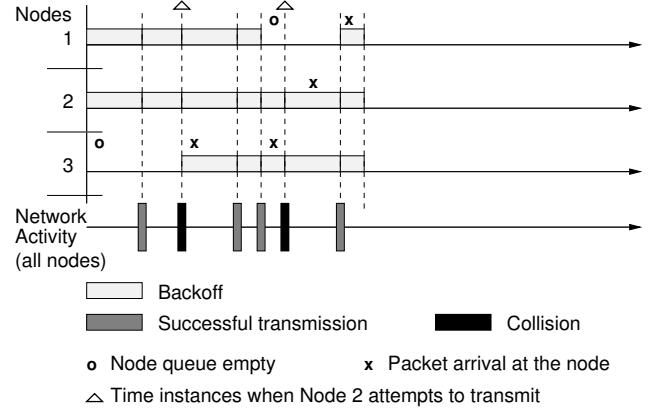 Nodes
o
x
1
x
2
o
x
x
3
Network
Activity
(all nodes)
Backoff
Successful transmission
Collision
o Node queue empty
x Packet arrival at the node
Time instances when Node 2 attempts to transmit